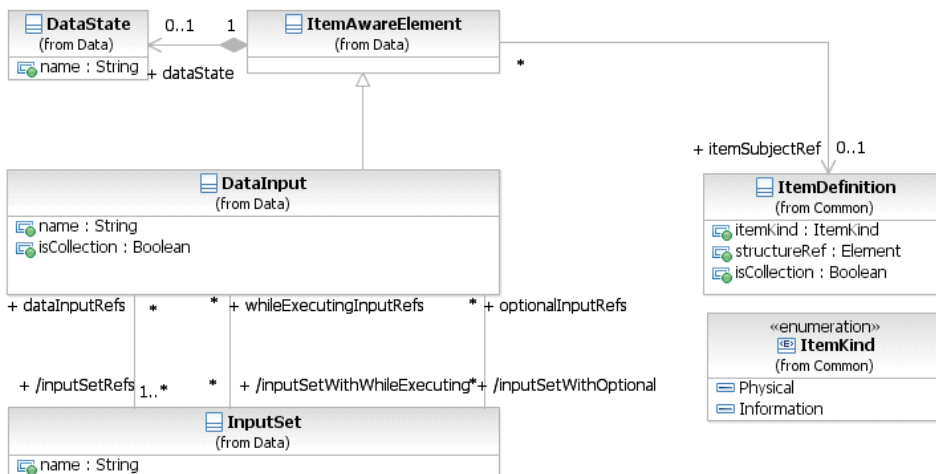 DataState
(from Data)
name : String
0..1
1
+ dataState
ItemAwareElement
(from Data)
*
+ itemSubjectRef
0..1
DataInput
(from Data)
name : String
isCollection : Boolean
ItemDefinition
(from Common)
itemKind : ItemKind
structureRef : Element
isCollection : Boolean
+ dataInputRefs
*
*
+ whileExecutingInputRefs
*
+ optionalInputRefs
«enumeration»
ItemKind
(from Common)
Physical
Information
+ /inputSetRefs
1..*
*
+ /inputSetWithWhileExecuting
*
+ /inputSetWithOptional
InputSet
(from Data)
name : String